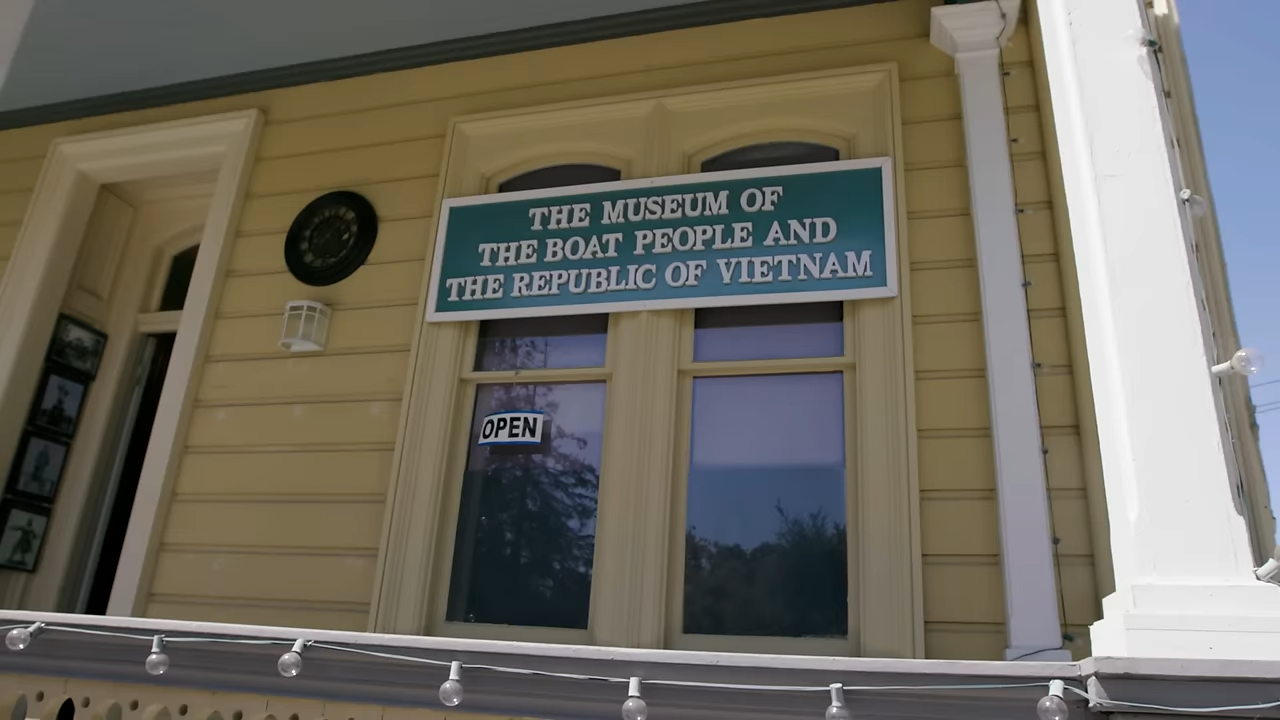 THE MUSEUM OF
THE BOAT PEOPLE AND
THE REPUBLIC OF VIETNAM
OPEN